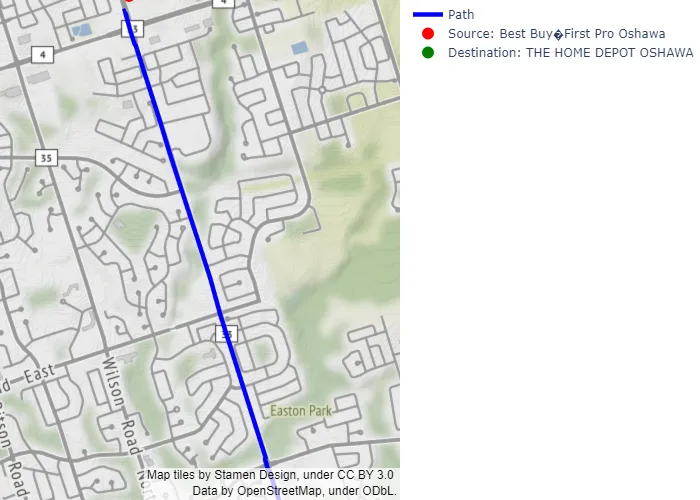 Path
Source: Best Buy�First Pro Oshawa
Destination: THE HOME DEPOT OSHAWA
4
4
35
East
Wilson Road
Road
Easton Park
Map tiles by Stamen Design, under CC BY 3.0
Data by OpenStreetMap, under ODbL.